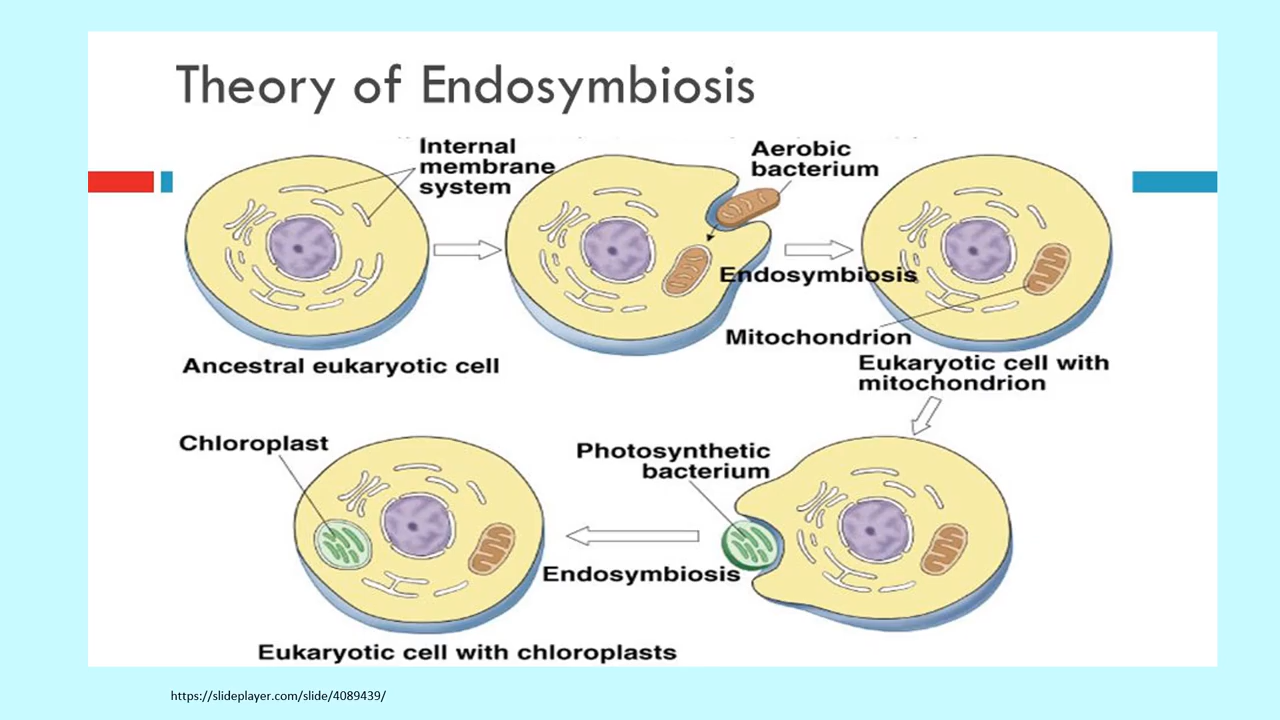 Theory of Endosymbiosis
Internal
membrane
system
Aerobic
bacterium
Endosymbiosis
Mitochondrion
Ancestral eukaryotic cell
Eukaryotic cell with
mitochondrion
Chloroplast
Photosynthetic
bacterium
Endosymbiosis
Eukaryotic cell with chloroplasts
https://slideplayer.com/slide/4089439/